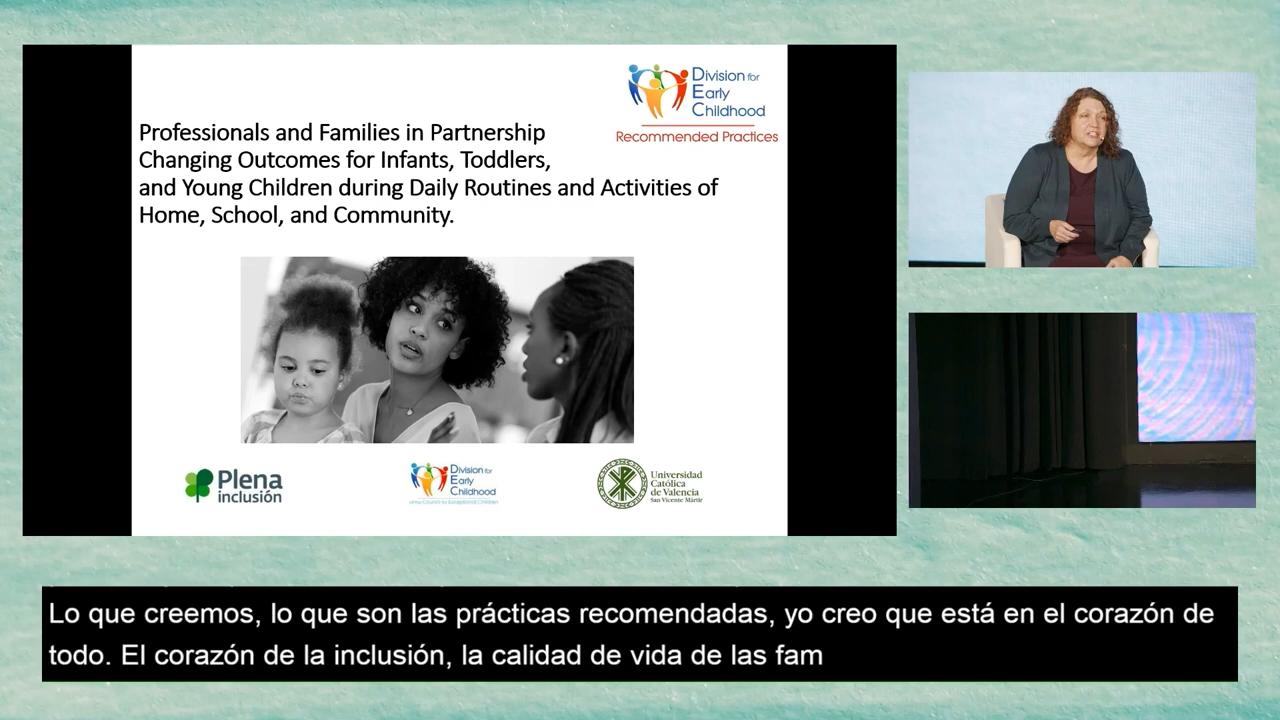 Division for
Early
Childhood
Recommended Practices
Professionals and Families in Partnership
Changing Outcomes for Infants, Toddlers,
and Young Children during Daily Routines and Activities of
Home, School, and Community.
Plena
inclusión
Division for
Early
Childhood
Universidad
Católica
de Valencia
San Vicente Mártir
Lo que creemos, lo que son las prácticas recomendadas, yo creo que está en el corazón de
todo. El corazón de la inclusión, la calidad de vida de las fam